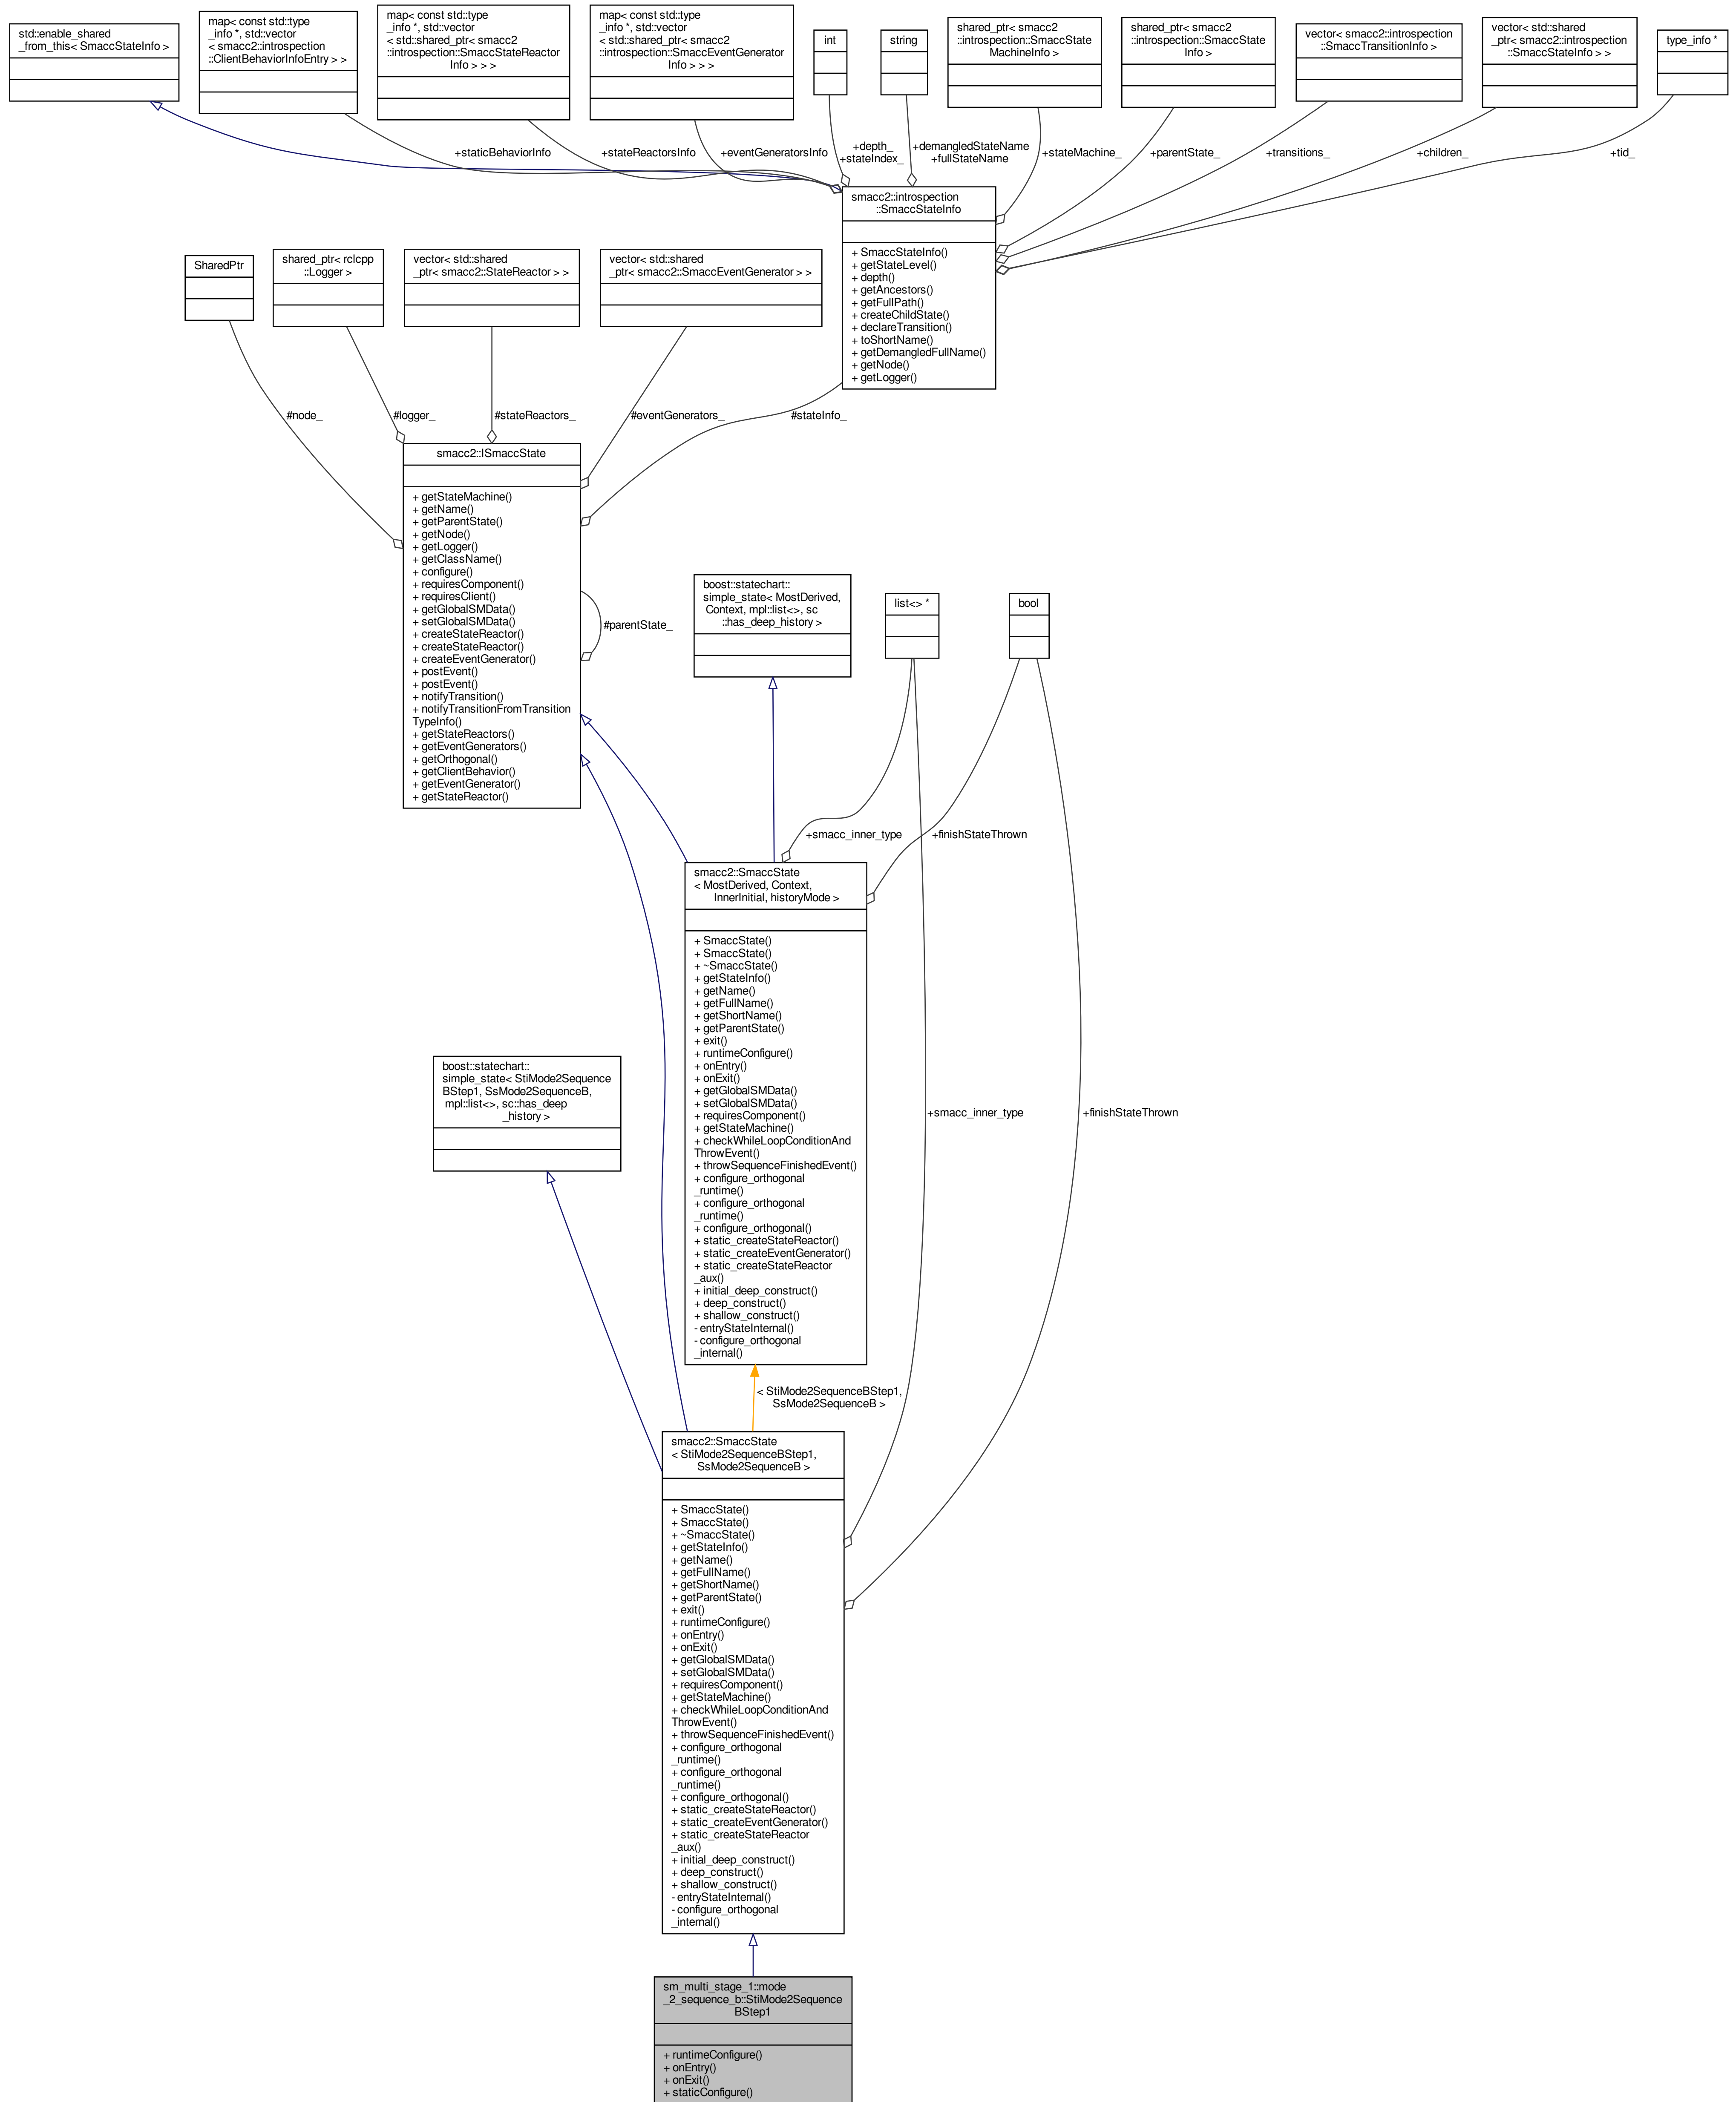 std::enable_shared
_from_this< SmaccStateInfo >
map< const std::type
_info *, std::vector
< smacc2::introspection
::ClientBehaviorInfoEntry > >
map< const std::type
_info *, std::vector
< std::shared_ptr< smacc2
::introspection::SmaccStateReactor
Info > > >
map< const std::type
_info *, std::vector
< std::shared_ptr< smacc2
::introspection::SmaccEventGenerator
Info > > >
int
string
shared_ptr< smacc2
::introspection::SmaccState
MachineInfo >
shared_ptr< smacc2
::introspection::SmaccState
Info >
vector< smacc2::introspection
::SmaccTransitionInfo >
vector< std::shared
_ptr< smacc2::introspection
::SmaccStateInfo > >
type_info *
+staticBehaviorInfo
+stateReactorsInfo
+eventGeneratorsInfo
+depth_
+stateIndex_
+demangledStateName
+fullStateName
+stateMachine_
+parentState_
+transitions_
+children_
+tid_
smacc2::introspection
::SmaccStateInfo
+ SmaccStateInfo()
+ getStateLevel()
+ depth()
+ getAncestors()
+ getFullPath()
+ createChildState()
+ declareTransition()
+ toShortName()
+ getDemangledFullName()
+ getNode()
+ getLogger()
SharedPtr
shared_ptr< rclcpp
::Logger >
vector< std::shared
_ptr< smacc2::StateReactor > >
vector< std::shared
_ptr< smacc2::SmaccEventGenerator > >
#node_
#logger_
#stateReactors_
#eventGenerators_
#stateInfo_
smacc2::ISmaccState
+ getStateMachine()
+ getName()
+ getParentState()
+ getNode()
+ getLogger()
+ getClassName()
+ configure()
+ requiresComponent()
+ requiresClient()
+ getGlobalSMData()
+ setGlobalSMData()
+ createStateReactor()
+ createStateReactor()
+ createEventGenerator()
+ postEvent()
+ postEvent()
+ notifyTransition()
+ notifyTransitionFromTransition
TypeInfo()
+ getStateReactors()
+ getEventGenerators()
+ getOrthogonal()
+ getClientBehavior()
+ getEventGenerator()
+ getStateReactor()
#parentState_
boost::statechart::
simple_state< MostDerived,
Context, mpl::list<>, sc
::has_deep_history >
list<> *
bool
+smacc_inner_type
+finishStateThrown
smacc2::SmaccState
< MostDerived, Context,
InnerInitial, historyMode >
+ SmaccState()
+ SmaccState()
+ ~SmaccState()
+ getStateInfo()
+ getName()
+ getFullName()
+ getShortName()
+ getParentState()
+ exit()
+ runtimeConfigure()
+ onEntry()
+ onExit()
+ getGlobalSMData()
+ setGlobalSMData()
+ requiresComponent()
+ getStateMachine()
+ checkWhileLoopConditionAnd
ThrowEvent()
+ throwSequenceFinishedEvent()
+ configure_orthogonal
_runtime()
+ configure_orthogonal
_runtime()
+ configure_orthogonal()
+ static_createStateReactor()
+ static_createEventGenerator()
+ static_createStateReactor
_aux()
+ initial_deep_construct()
+ deep_construct()
+ shallow_construct()
- entryStateInternal()
- configure_orthogonal
_internal()
boost::statechart::
simple_state< StiMode2Sequence
BStep1, SsMode2SequenceB,
mpl::list<>, sc::has_deep
_history >
+smacc_inner_type
+finishStateThrown
< StiMode2SequenceBStep1,
SsMode2SequenceB >
smacc2::SmaccState
< StiMode2SequenceBStep1,
SsMode2SequenceB >
+ SmaccState()
+ SmaccState()
+ ~SmaccState()
+ getStateInfo()
+ getName()
+ getFullName()
+ getShortName()
+ getParentState()
+ exit()
+ runtimeConfigure()
+ onEntry()
+ onExit()
+ getGlobalSMData()
+ setGlobalSMData()
+ requiresComponent()
+ getStateMachine()
+ checkWhileLoopConditionAnd
ThrowEvent()
+ throwSequenceFinishedEvent()
+ configure_orthogonal
_runtime()
+ configure_orthogonal
_runtime()
+ configure_orthogonal()
+ static_createStateReactor()
+ static_createEventGenerator()
+ static_createStateReactor
_aux()
+ initial_deep_construct()
+ deep_construct()
+ shallow_construct()
- entryStateInternal()
- configure_orthogonal
_internal()
sm_multi_stage_1::mode
_2_sequence_b::StiMode2Sequence
BStep1
+ runtimeConfigure()
+ onEntry()
+ onExit()
+ staticConfigure()